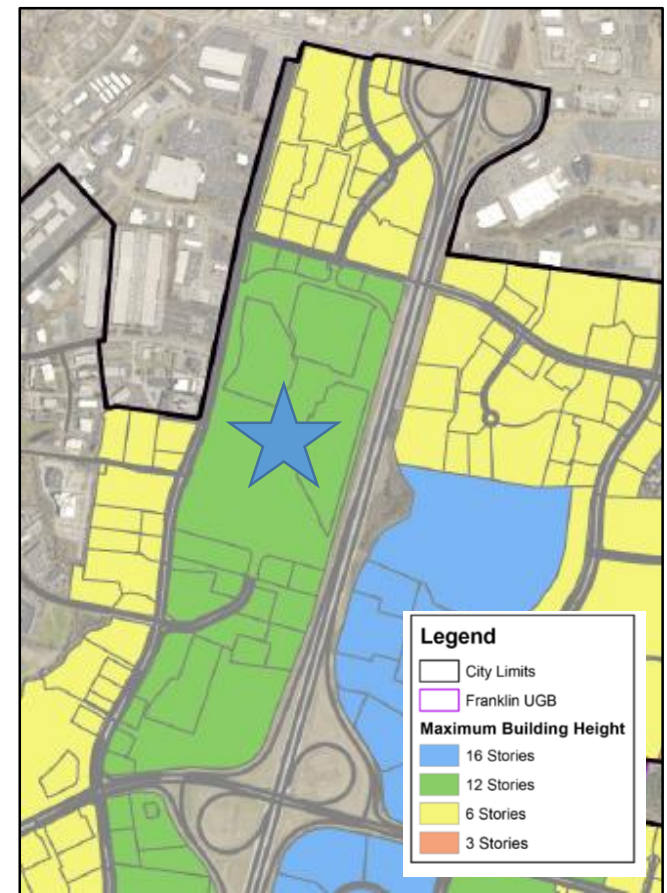 Legend
City Limits
Franklin UGB
Maximum Building Height
16 Stories
12 Stories
6 Stories
3 Stories